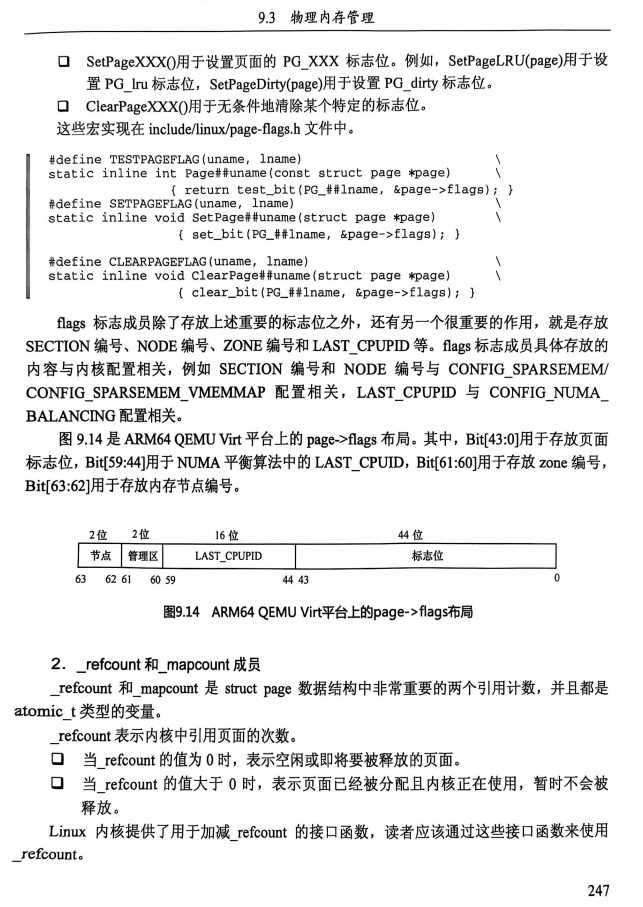 9.3 物理内存管理
❑ SetPageXXX()用于设置页面的 PG_XXX 标志位。例如，SetPageLRU(page)用于设
置 PG_lru 标志位，SetPageDirty(page)用于设置 PG_dirty 标志位。
❑ ClearPageXXX()用于无条件地清除某个特定的标志位。
这些宏实现在 include/linux/page-flags.h 文件中。
#define TESTPAGEFLAG(uname, lname) \
static inline int Page##uname(const struct page *page) \
{ return test_bit(PG_##lname, &page->flags); }
#define SETPAGEFLAG(uname, lname) \
static inline void SetPage##uname(struct page *page) \
{ set_bit(PG_##lname, &page->flags); }
#define CLEARPAGEFLAG(uname, lname) \
static inline void ClearPage##uname(struct page *page) \
{ clear_bit(PG_##lname, &page->flags); }
flags 标志成员除了存放上述重要的标志位之外，还有另一个很重要的作用，就是存放
SECTION 编号、NODE 编号、ZONE 编号和 LAST_CPUPID 等。flags 标志成员具体存放的
内容与内核配置相关，例如 SECTION 编号和 NODE 编号与 CONFIG_SPARSEMEM/
CONFIG_SPARSEMEM_VMEMMAP 配置相关，LAST_CPUPID 与 CONFIG_NUMA_
BALANCING 配置相关。
图 9.14 是 ARM64 QEMU Virt 平台上的 page->flags 布局。其中，Bit[43:0]用于存放页面
标志位，Bit[59:44]用于 NUMA 平衡算法中的 LAST_CPUID，Bit[61:60]用于存放 zone 编号，
Bit[63:62]用于存放内存节点编号。
2位 2位 16 位 44 位
节点 管理区 LAST_CPUPID 标志位
63 62 61 60 59 44 43 0
图9.14 ARM64 QEMU Virt平台上的page->flags布局
2．_refcount 和_mapcount 成员
_refcount 和_mapcount 是 struct page 数据结构中非常重要的两个引用计数，并且都是
atomic_t 类型的变量。
_refcount 表示内核中引用页面的次数。
❑ 当_refcount 的值为 0 时，表示空闲或即将要被释放的页面。
❑ 当_refcount 的值大于 0 时，表示页面已经被分配且内核正在使用，暂时不会被
释放。
Linux 内核提供了用于加减_refcount 的接口函数，读者应该通过这些接口函数来使用
_refcount。
247